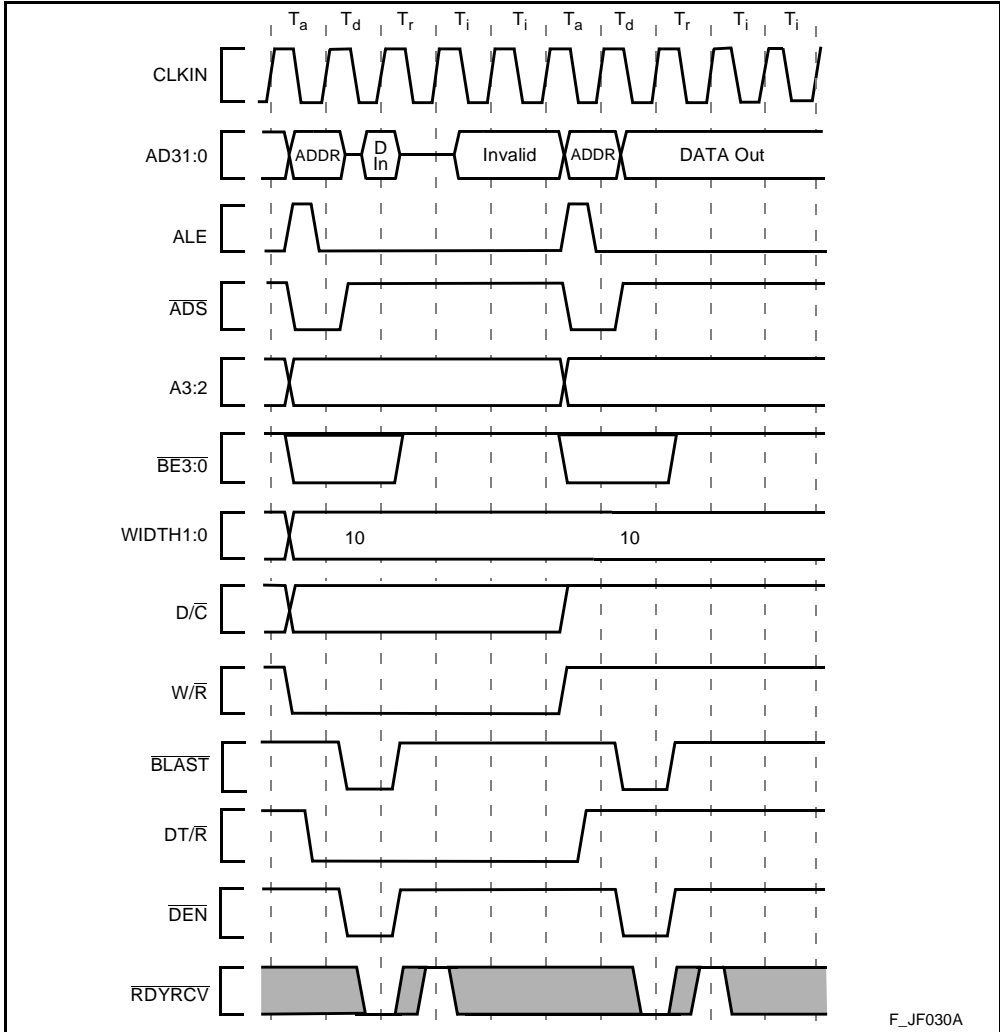 Ta Td Tr Ti Ti Ta Td Tr Ti Ti
CLKIN
AD31:0
ADDR
D
In
Invalid
ADDR
DATA Out
ALE
ADS
A3:2
BE3:0
WIDTH1:0
10
10
D/C
W/R
BLAST
DT/R
DEN
RDYRCV
F_JF030A